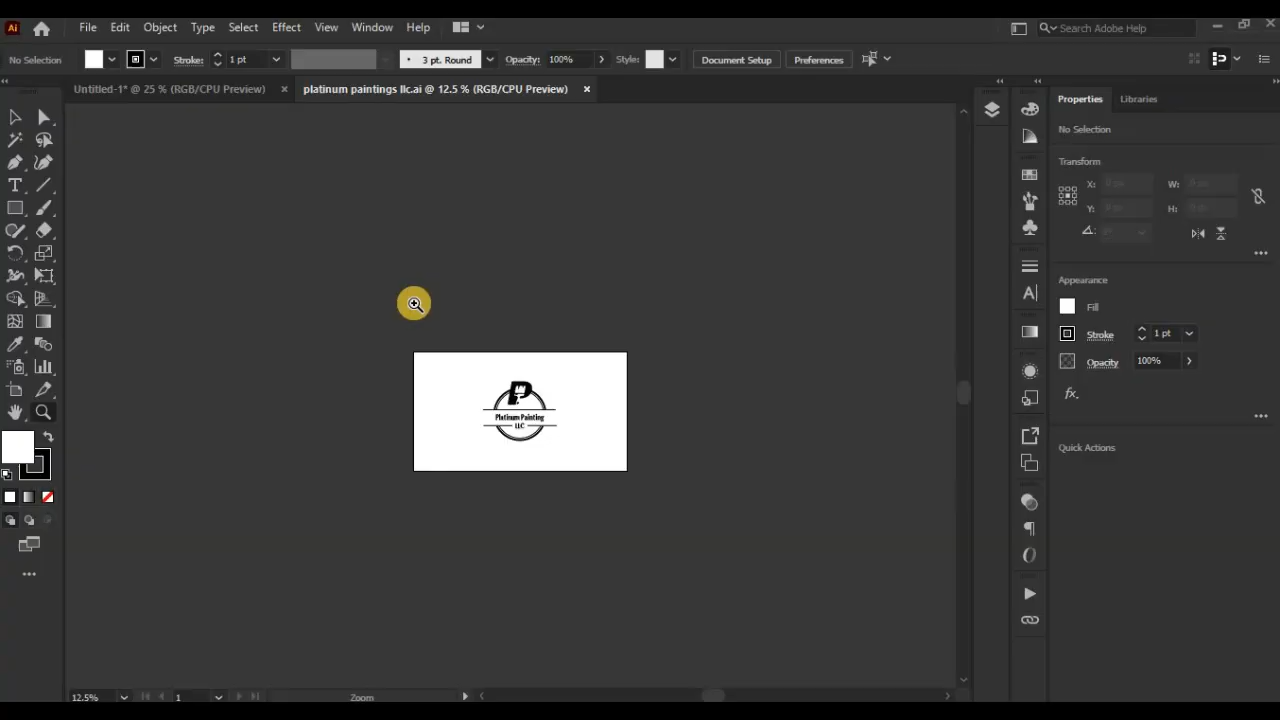 Ai File Edit Object Type Select Effect View Window Help Search Adobe Help
No Selection Stroke: 1 pt 3 pt. Round Opacity: 100% Style: Document Setup Preferences
Untitled-1* @ 25 % (RGB/CPU Preview) × platinum paintings llc.ai @ 12.5 % (RGB/CPU Preview) ×
Properties Libraries
No Selection
Transform
X: W:
Y: H:
Appearance
Fill
Stroke 1 pt
Opacity 100%
fx.
Quick Actions
P
Platinum Painting
LLC
12.5% 1 Zoom